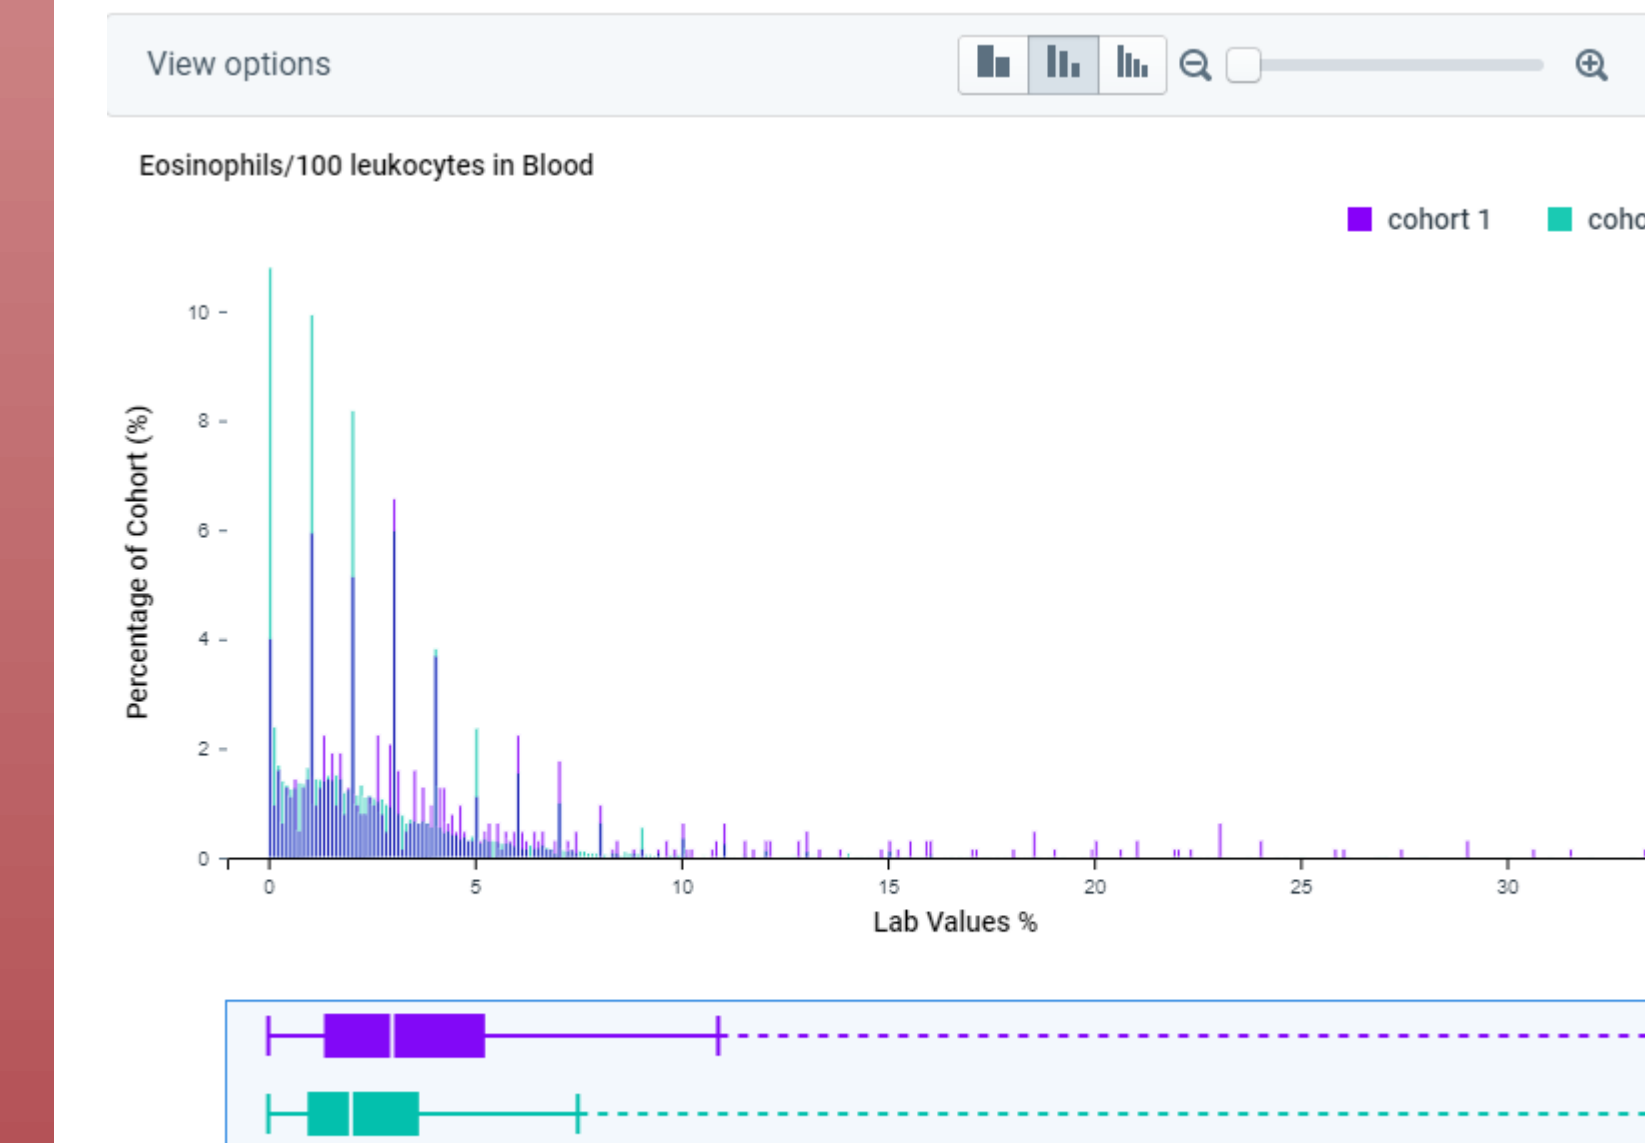 View options
Eosinophils/100 leukocytes in Blood
cohort 1
coho
10
8
6
4
2
0
Percentage of Cohort (%)
0 5 10 15 20 25 30
Lab Values %